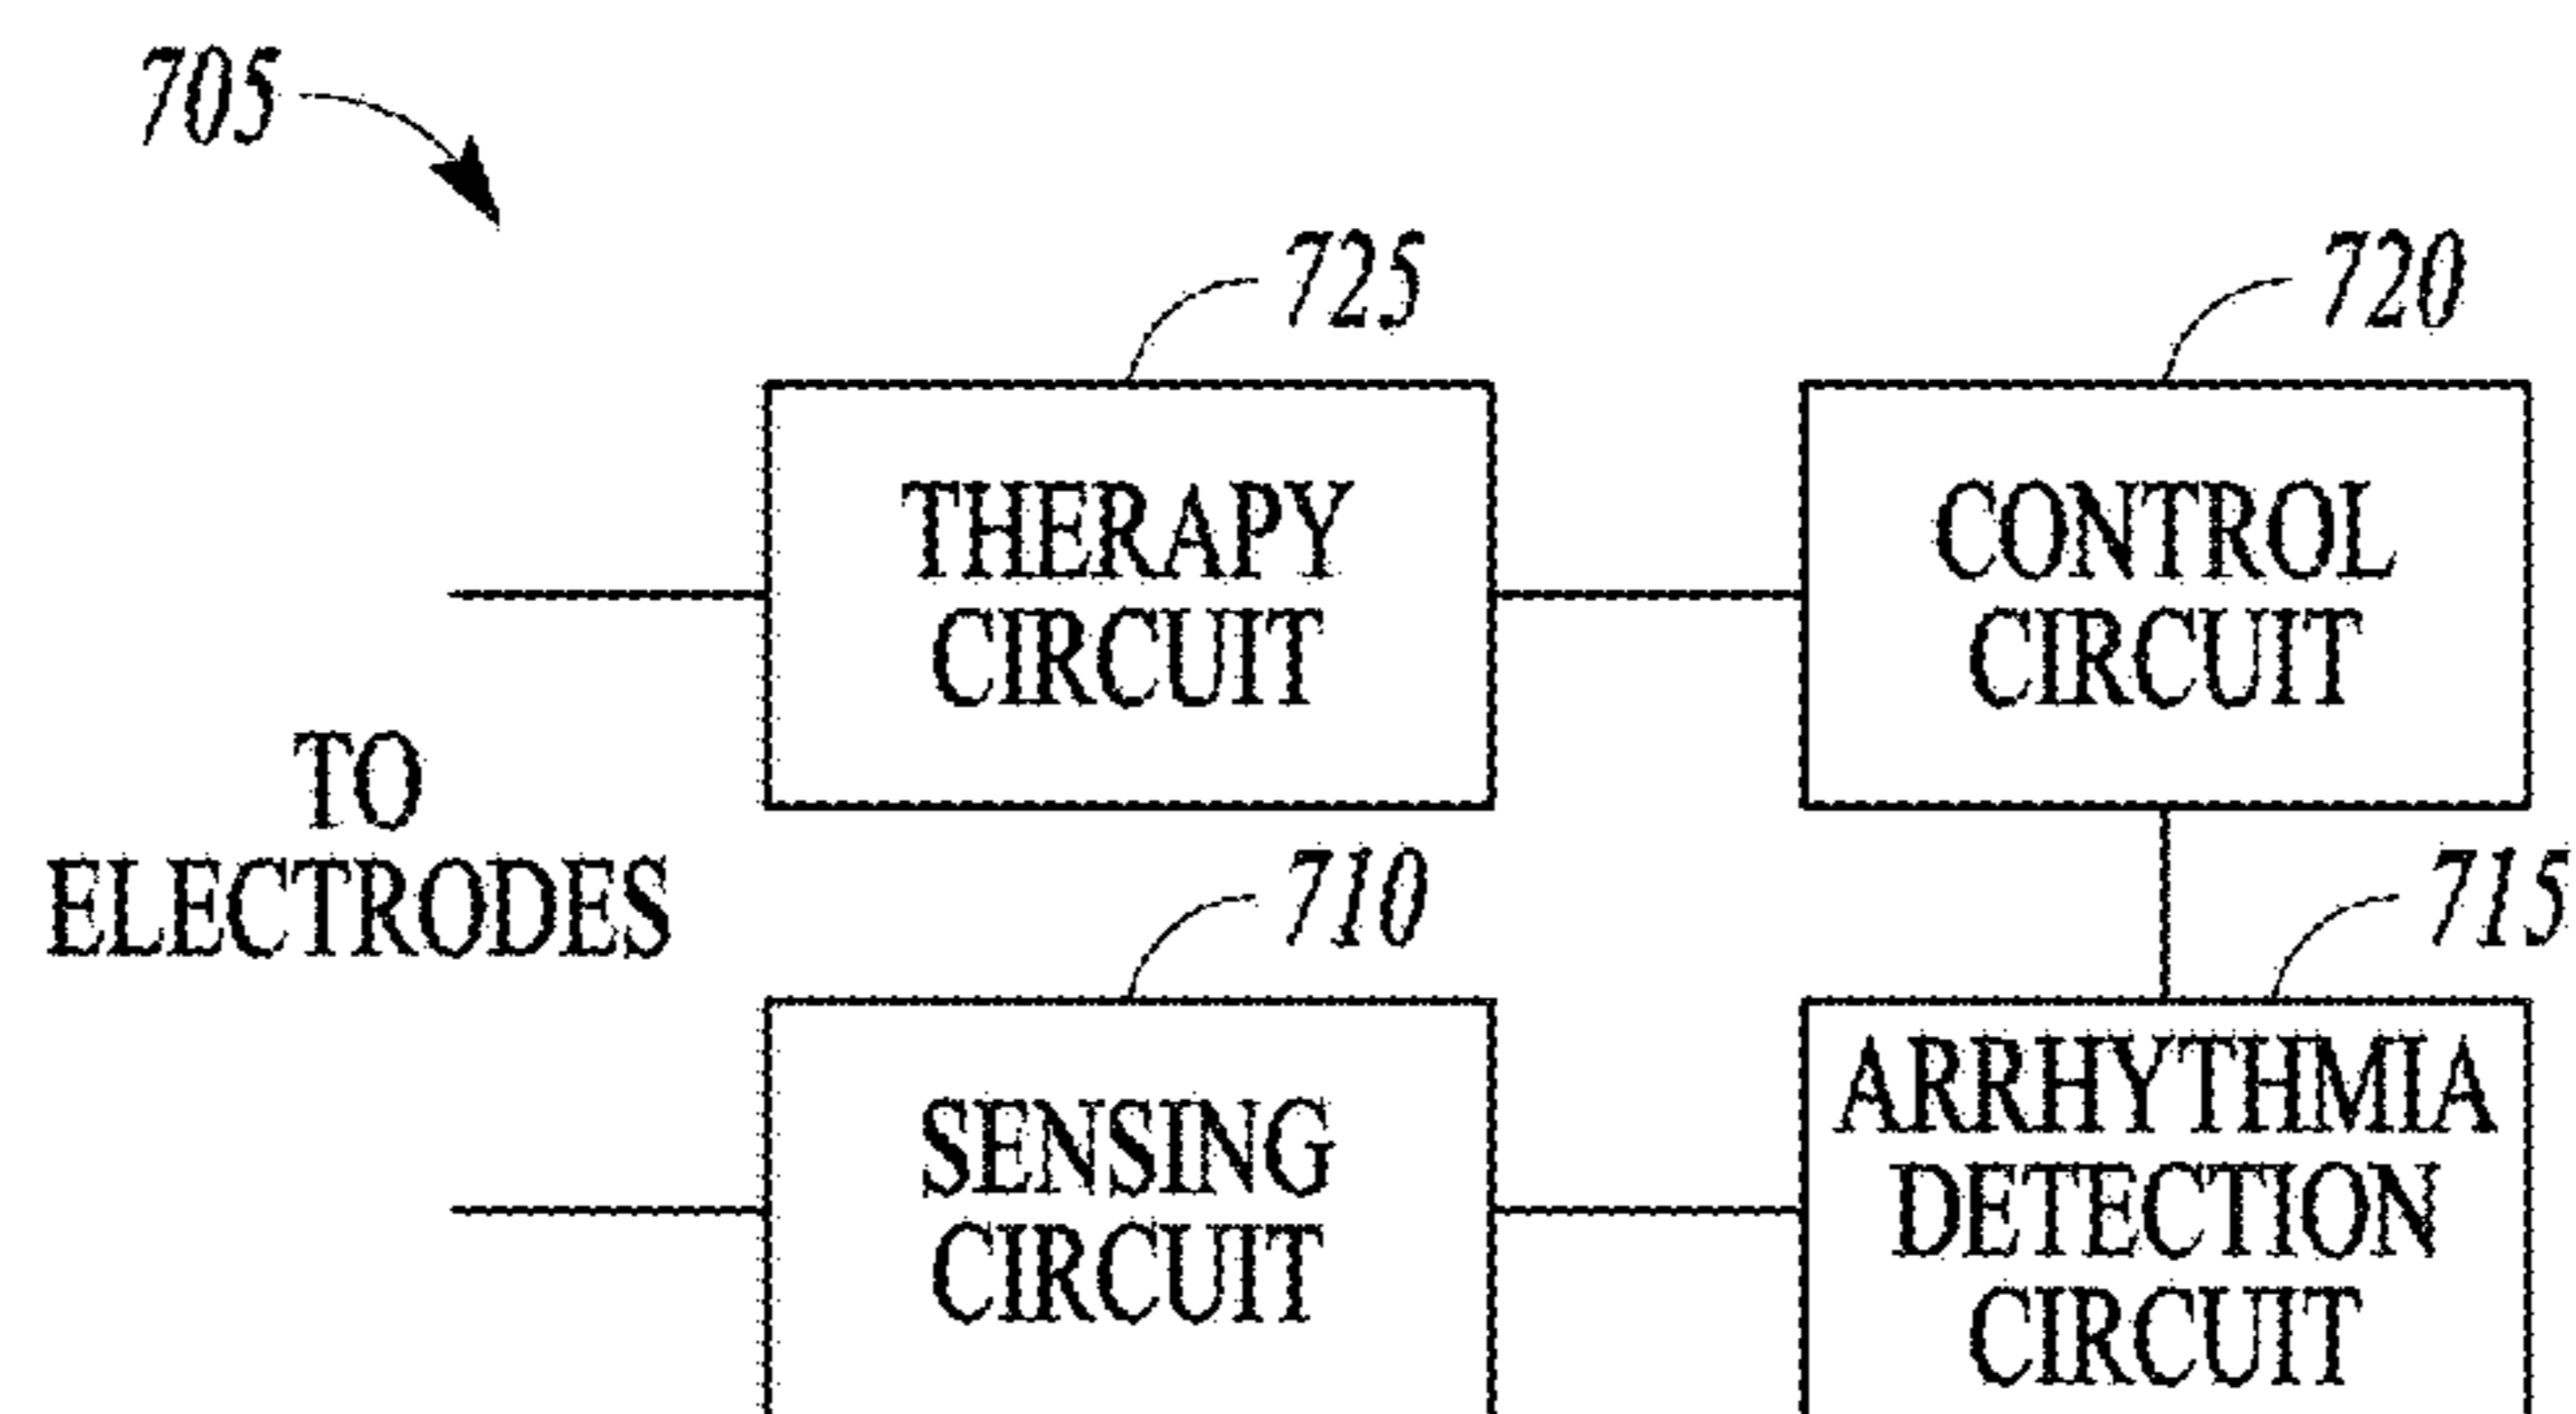 705
725
720
THERAPY
CIRCUIT
CONTROL
CIRCUIT
TO
ELECTRODES
710
715
SENSING
CIRCUIT
ARRHYTHMIA
DETECTION
CIRCUIT